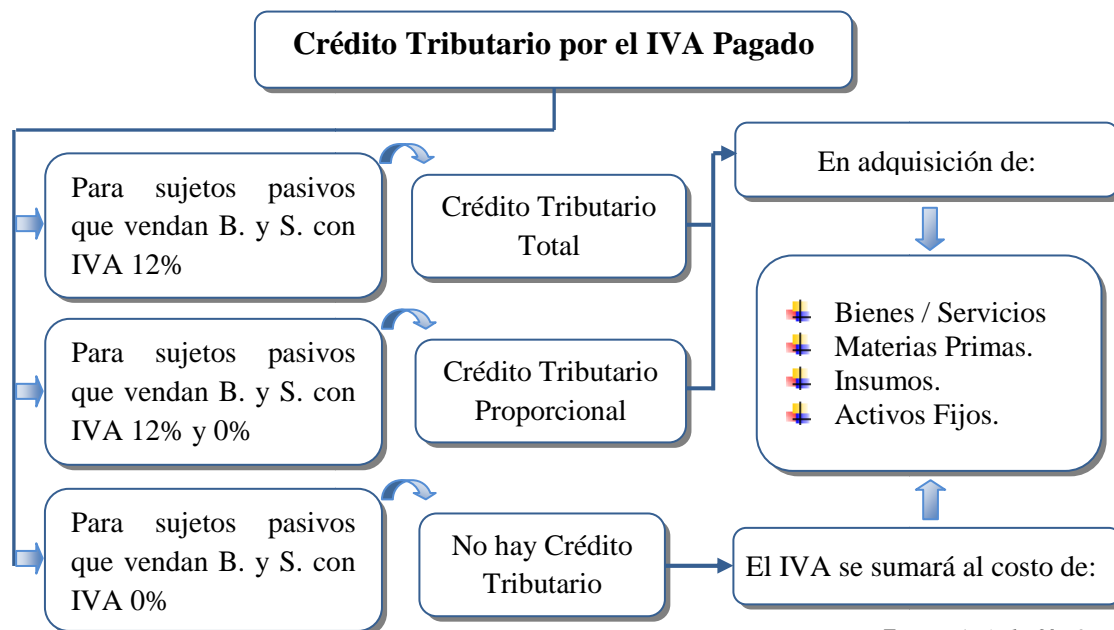 Crédito Tributario por el IVA Pagado
Para sujetos pasivos
que vendan B. y S. con
IVA 12%
Crédito Tributario
Total
En adquisición de:
Para sujetos pasivos
que vendan B. y S. con
IVA 12% y 0%
Crédito Tributario
Proporcional
Bienes / Servicios
Materias Primas.
Insumos.
Activos Fijos.
Para sujetos pasivos
que vendan B. y S. con
IVA 0%
No hay Crédito
Tributario
El IVA se sumará al costo de: